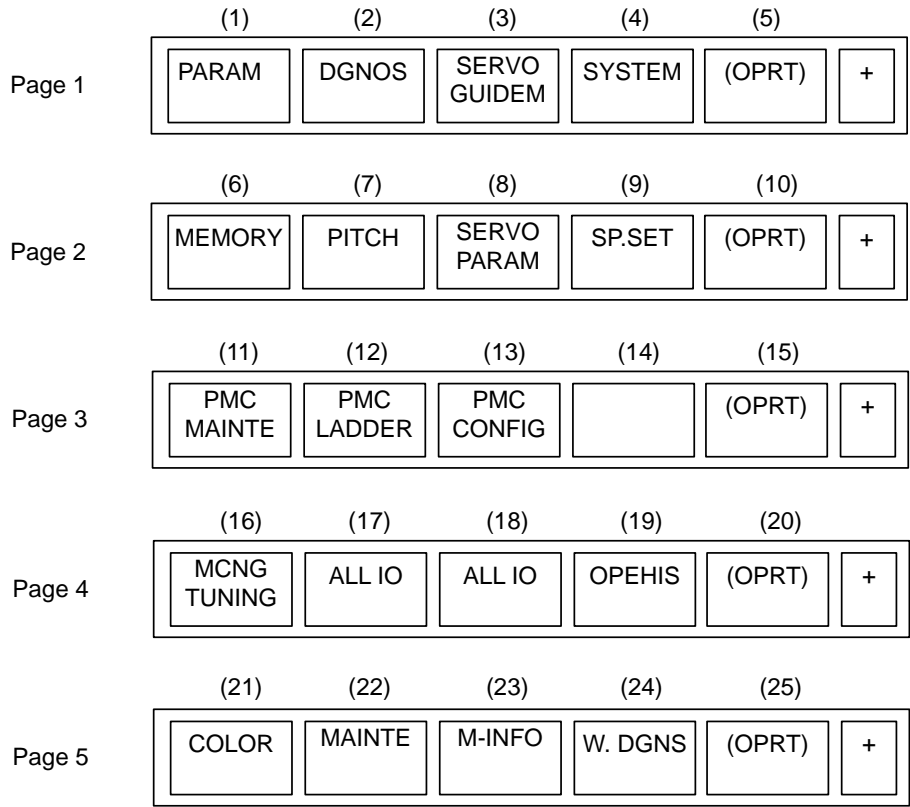 (1) (2) (3) (4) (5)
Page 1 PARAM DGNOS SERVO GUIDEM SYSTEM (OPRT) +
(6) (7) (8) (9) (10)
Page 2 MEMORY PITCH SERVO PARAM SP.SET (OPRT) +
(11) (12) (13) (14) (15)
Page 3 PMC MAINTE PMC LADDER PMC CONFIG (OPRT) +
(16) (17) (18) (19) (20)
Page 4 MCNG TUNING ALL IO ALL IO OPEHIS (OPRT) +
(21) (22) (23) (24) (25)
Page 5 COLOR MAINTE M-INFO W. DGNS (OPRT) +